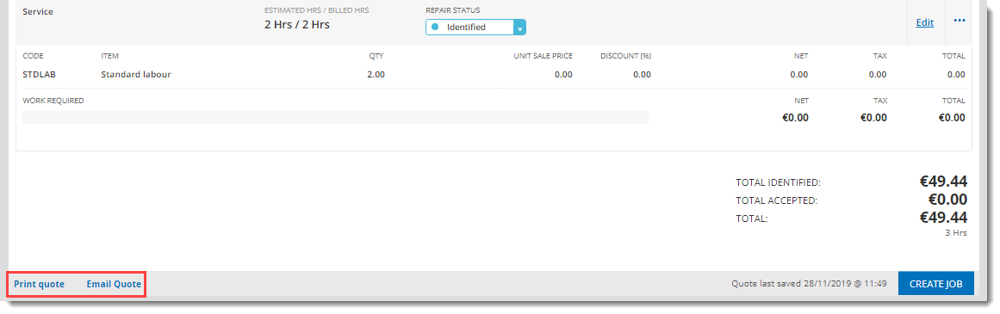 Service
ESTIMATED HRS / BILLED HRS
2 Hrs / 2 Hrs
REPAIR STATUS
Identified
Edit
CODE ITEM QTY UNIT SALE PRICE DISCOUNT (%) NET TAX TOTAL
STDLAB Standard labour 2.00 0.00 0.00 0.00 0.00 0.00
WORK REQUIRED NET TAX TOTAL
€0.00 €0.00 €0.00
TOTAL IDENTIFIED: €49.44
TOTAL ACCEPTED: €0.00
TOTAL: €49.44
3 Hrs
Print quote Email Quote Quote last saved 28/11/2019 @ 11:49 CREATE JOB